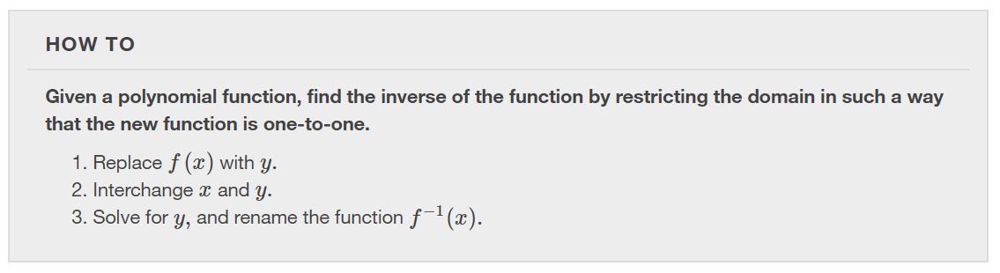 HOW TO
Given a polynomial function, find the inverse of the function by restricting the domain in such a way
that the new function is one-to-one.
1. Replace f (x) with y.
2. Interchange x and y.
3. Solve for y, and rename the function f⁻¹(x).